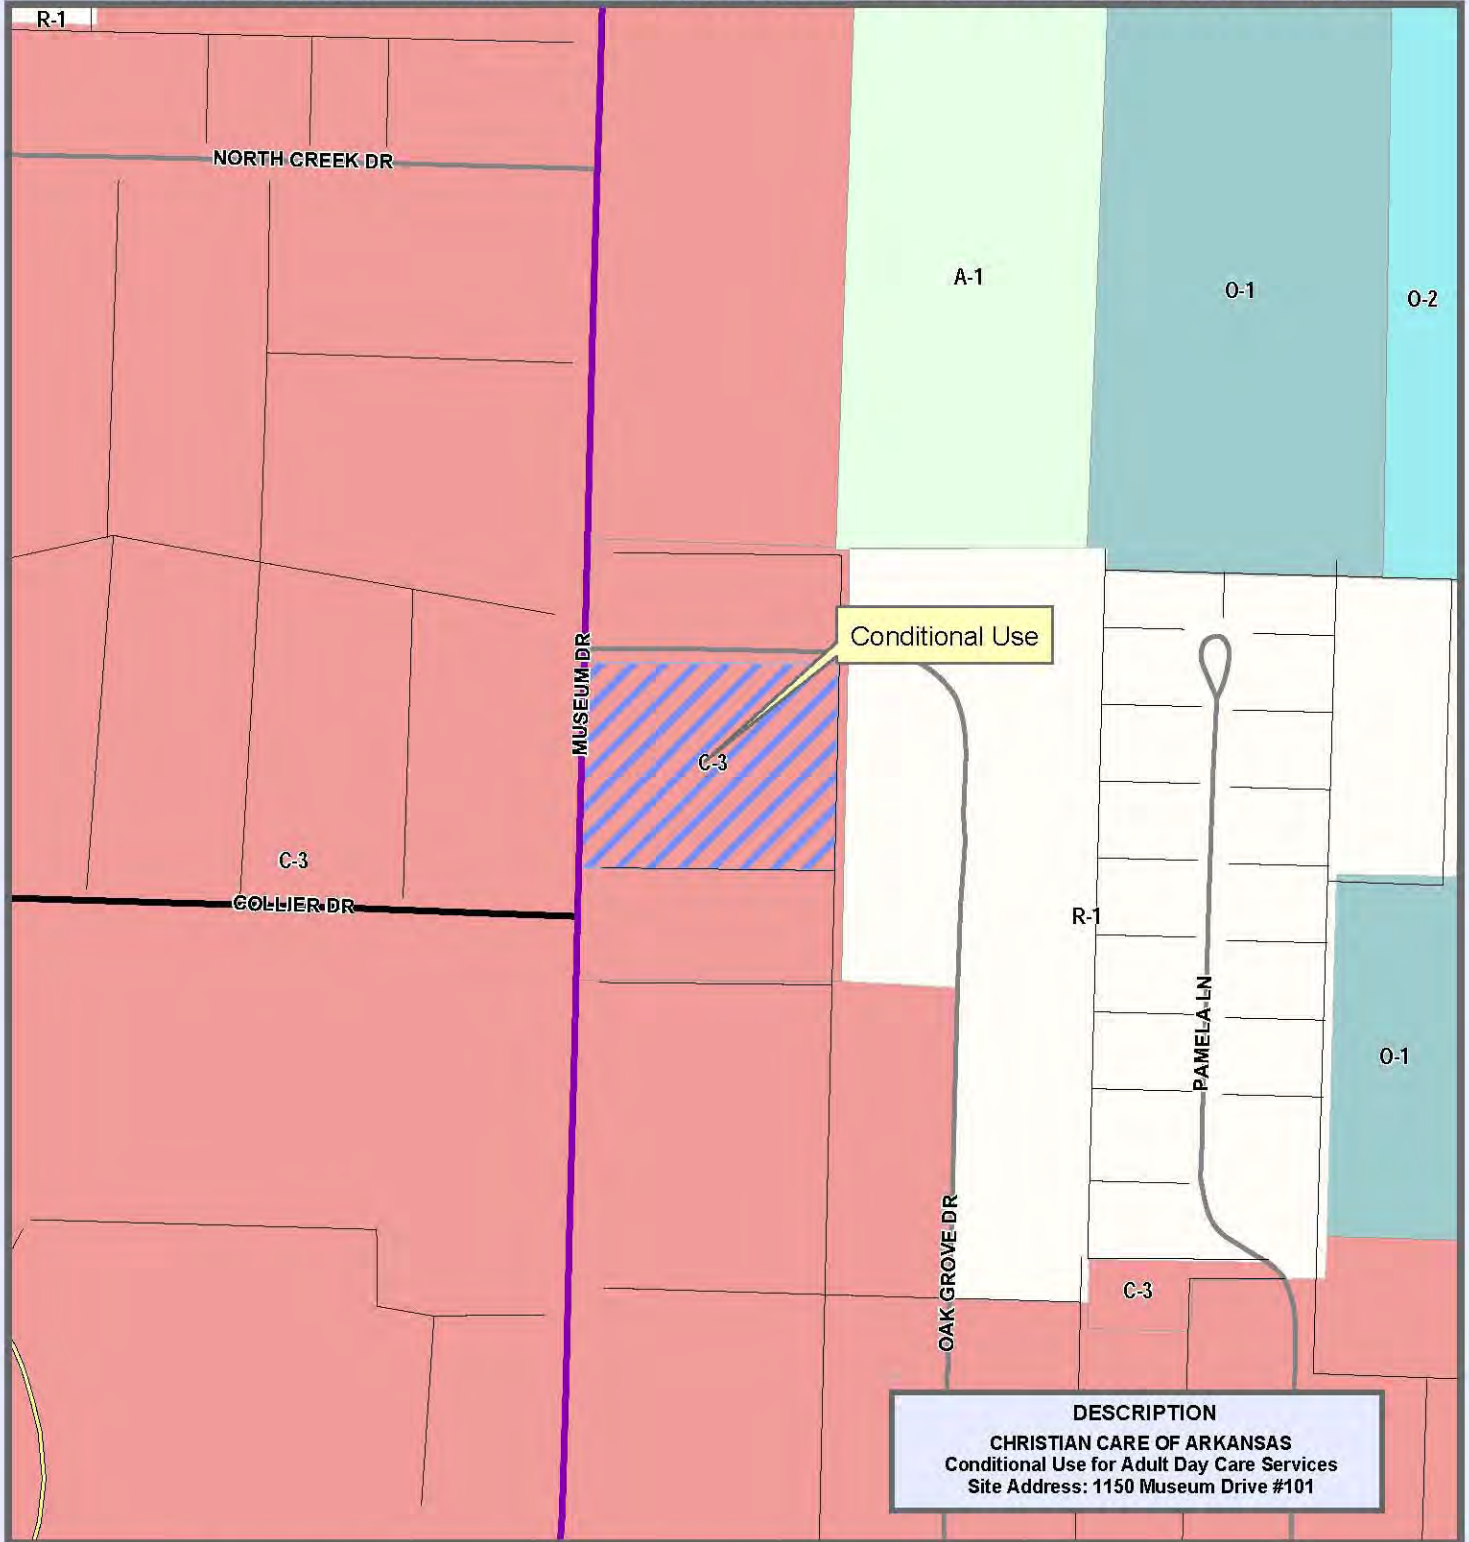 R-1
NORTH CREEK DR
A-1
O-1
O-2
Conditional Use
MUSEUM DR
C-3
C-3
COLLIER DR
R-1
PAMELA LN
O-1
OAK GROVE DR
C-3
DESCRIPTION
CHRISTIAN CARE OF ARKANSAS
Conditional Use for Adult Day Care Services
Site Address: 1150 Museum Drive #101